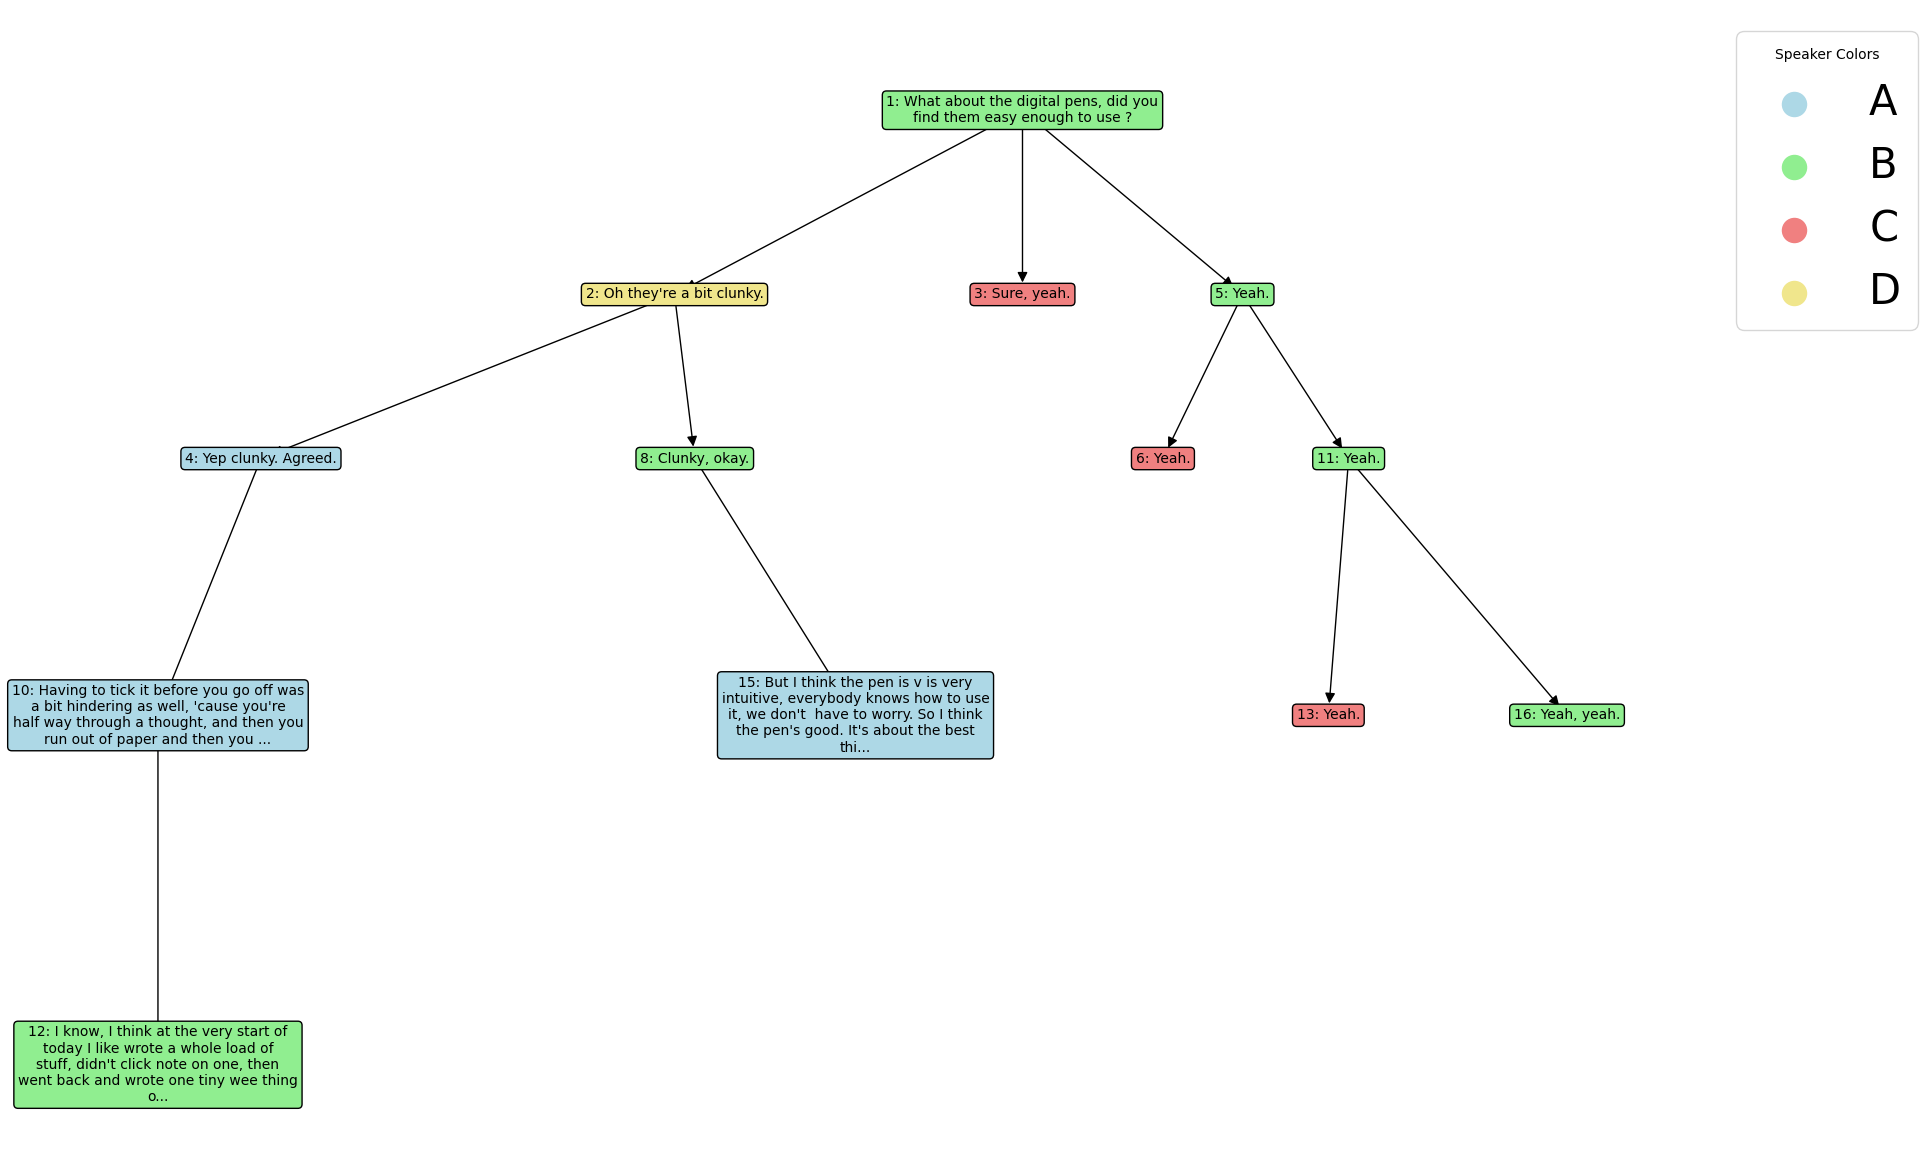 1: What about the digital pens, did you
find them easy enough to use ?
Speaker Colors
A
B
C
D
2: Oh they're a bit clunky.
3: Sure, yeah.
5: Yeah.
4: Yep clunky. Agreed.
8: Clunky, okay.
6: Yeah.
11: Yeah.
10: Having to tick it before you go off was
a bit hindering as well, 'cause you're
half way through a thought, and then you
run out of paper and then you ...
15: But I think the pen is v is very
intuitive, everybody knows how to use
it, we don't  have to worry. So I think
the pen's good. It's about the best
thi...
13: Yeah.
16: Yeah, yeah.
12: I know, I think at the very start of
today I like wrote a whole load of
stuff, didn't click note on one, then
went back and wrote one tiny wee thing
o...